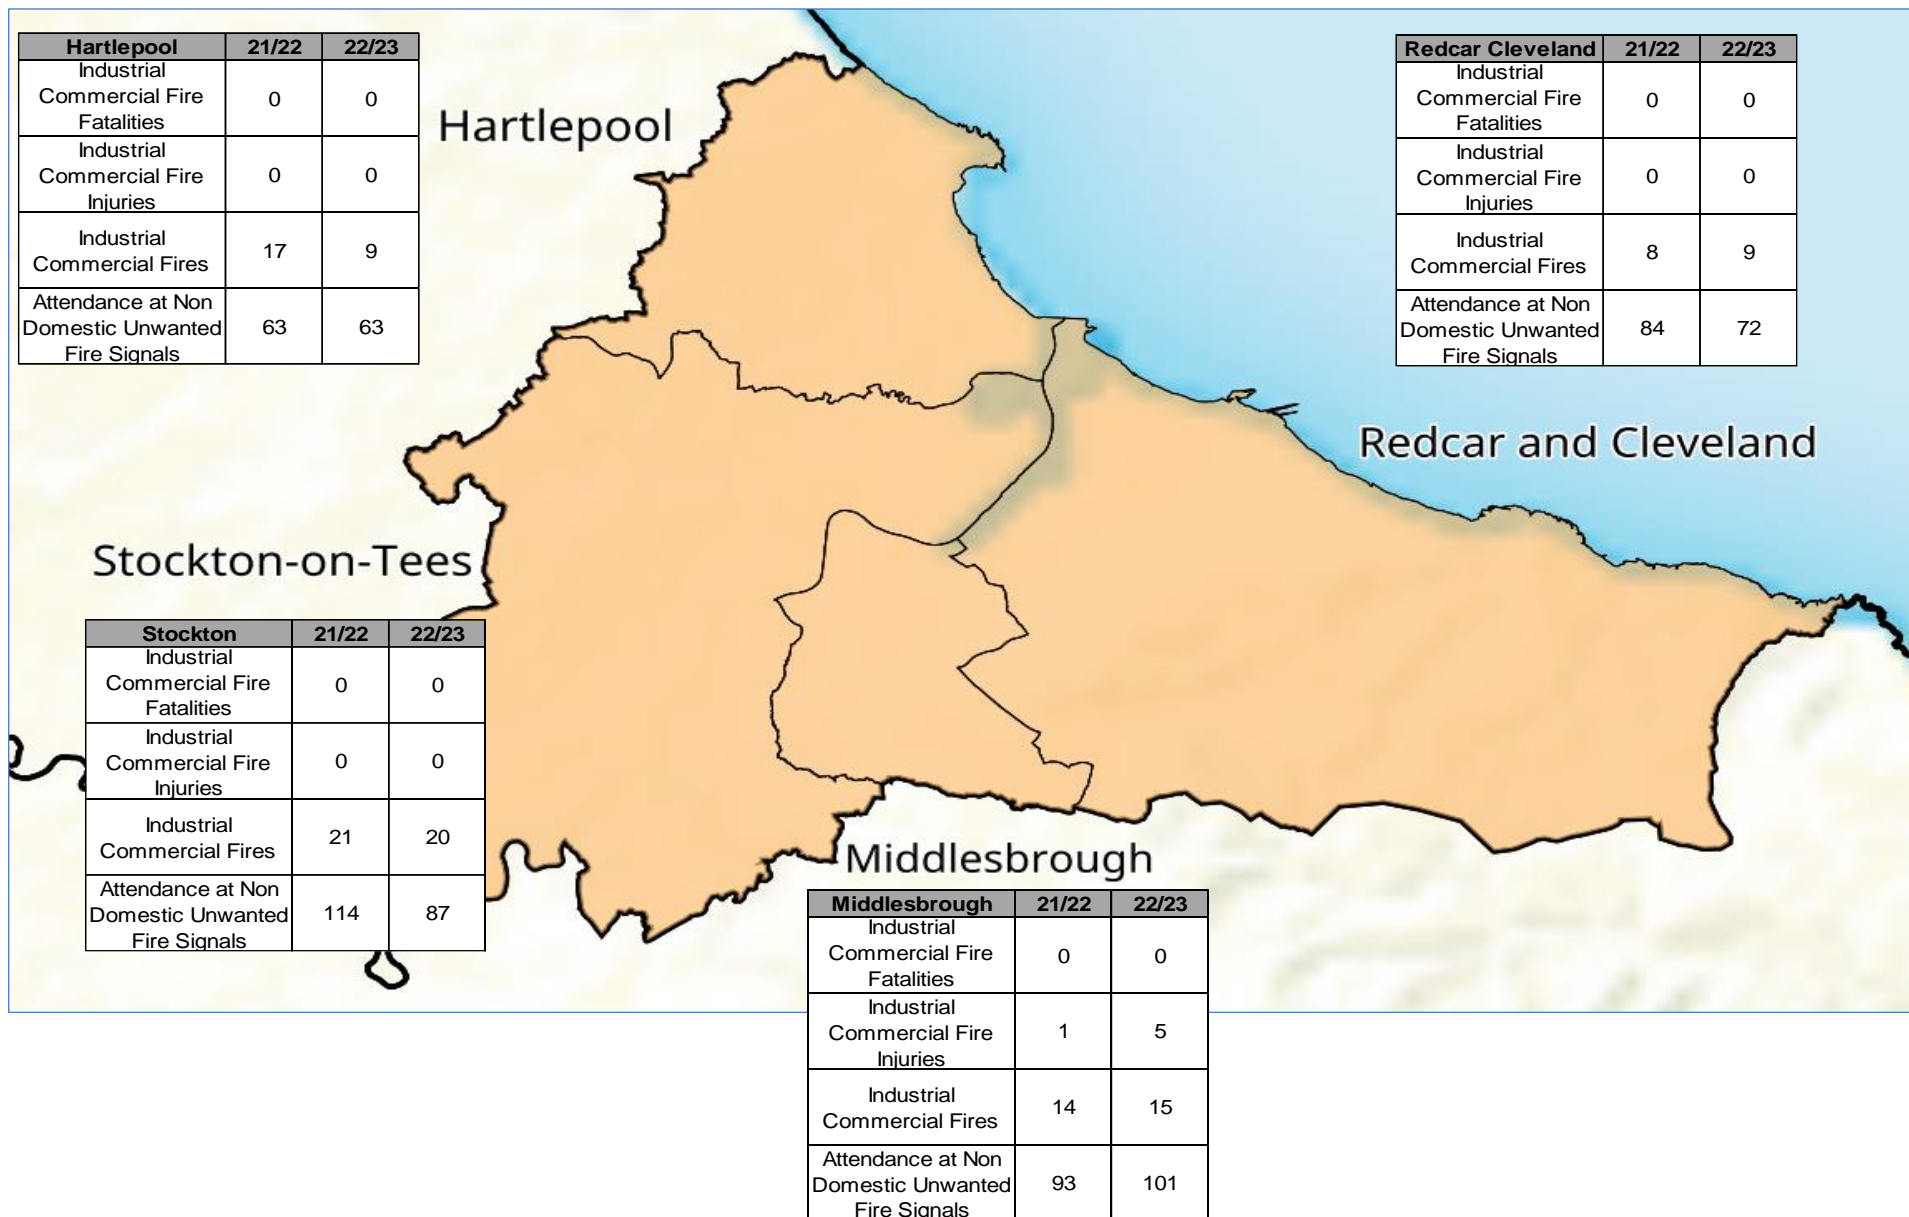 Hartlepool 21/22 22/23
Industrial
Commercial Fire
Fatalities
0 0
Industrial
Commercial Fire
Injuries
0 0
Industrial
Commercial Fires
17 9
Attendance at Non
Domestic Unwanted
Fire Signals
63 63
Hartlepool
Redcar Cleveland 21/22 22/23
Industrial
Commercial Fire
Fatalities
0 0
Industrial
Commercial Fire
Injuries
0 0
Industrial
Commercial Fires
8 9
Attendance at Non
Domestic Unwanted
Fire Signals
84 72
Redcar and Cleveland
Stockton-on-Tees
Stockton 21/22 22/23
Industrial
Commercial Fire
Fatalities
0 0
Industrial
Commercial Fire
Injuries
0 0
Industrial
Commercial Fires
21 20
Attendance at Non
Domestic Unwanted
Fire Signals
114 87
Middlesbrough
Middlesbrough 21/22 22/23
Industrial
Commercial Fire
Fatalities
0 0
Industrial
Commercial Fire
Injuries
1 5
Industrial
Commercial Fires
14 15
Attendance at Non
Domestic Unwanted
Fire Signals
93 101